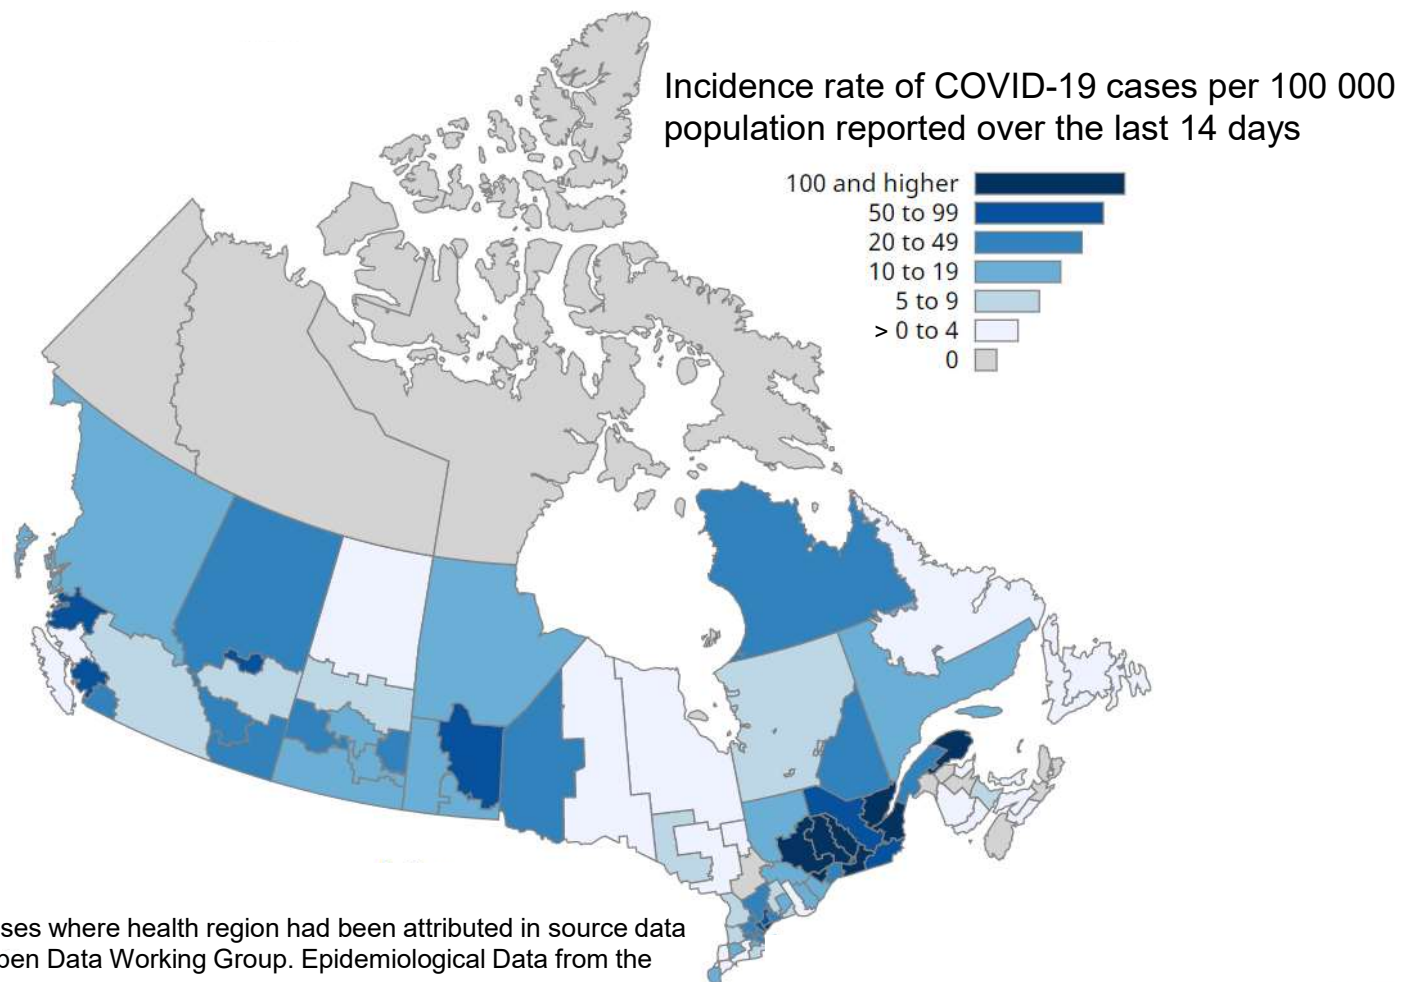 Incidence rate of COVID-19 cases per 100 000
population reported over the last 14 days
100 and higher
50 to 99
20 to 49
10 to 19
5 to 9
> 0 to 4
0
ses where health region had been attributed in source data
pen Data Working Group. Epidemiological Data from the